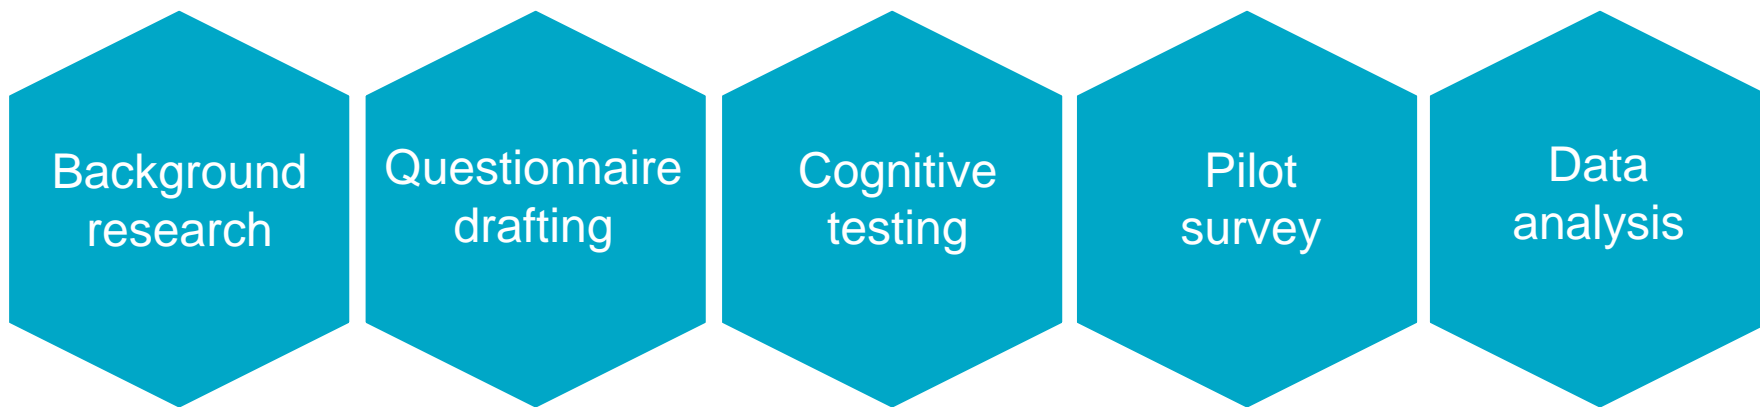 Background
research
Questionnaire
drafting
Cognitive
testing
Pilot
survey
Data
analysis